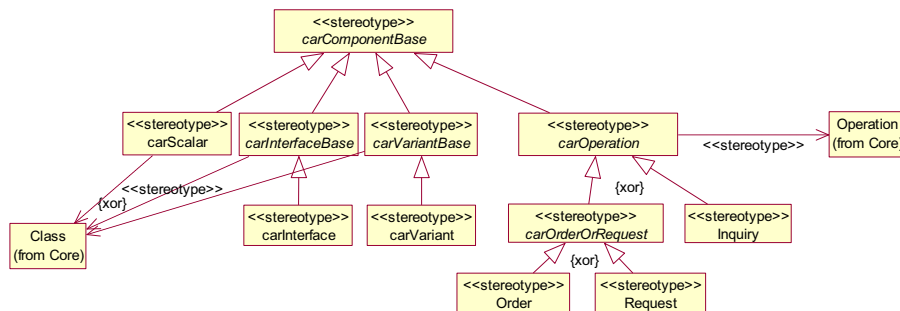 <<stereotype>>
carComponentBase
<<stereotype>>
carScalar
<<stereotype>>
carInterfaceBase
<<stereotype>>
carVariantBase
<<stereotype>>
carOperation
<<stereotype>>
Operation
(from Core)
<<stereotype>>
{xor}
{xor}
Class
(from Core)
<<stereotype>>
carInterface
<<stereotype>>
carVariant
<<stereotype>>
carOrderOrRequest
<<stereotype>>
Inquiry
{xor}
<<stereotype>>
Order
<<stereotype>>
Request